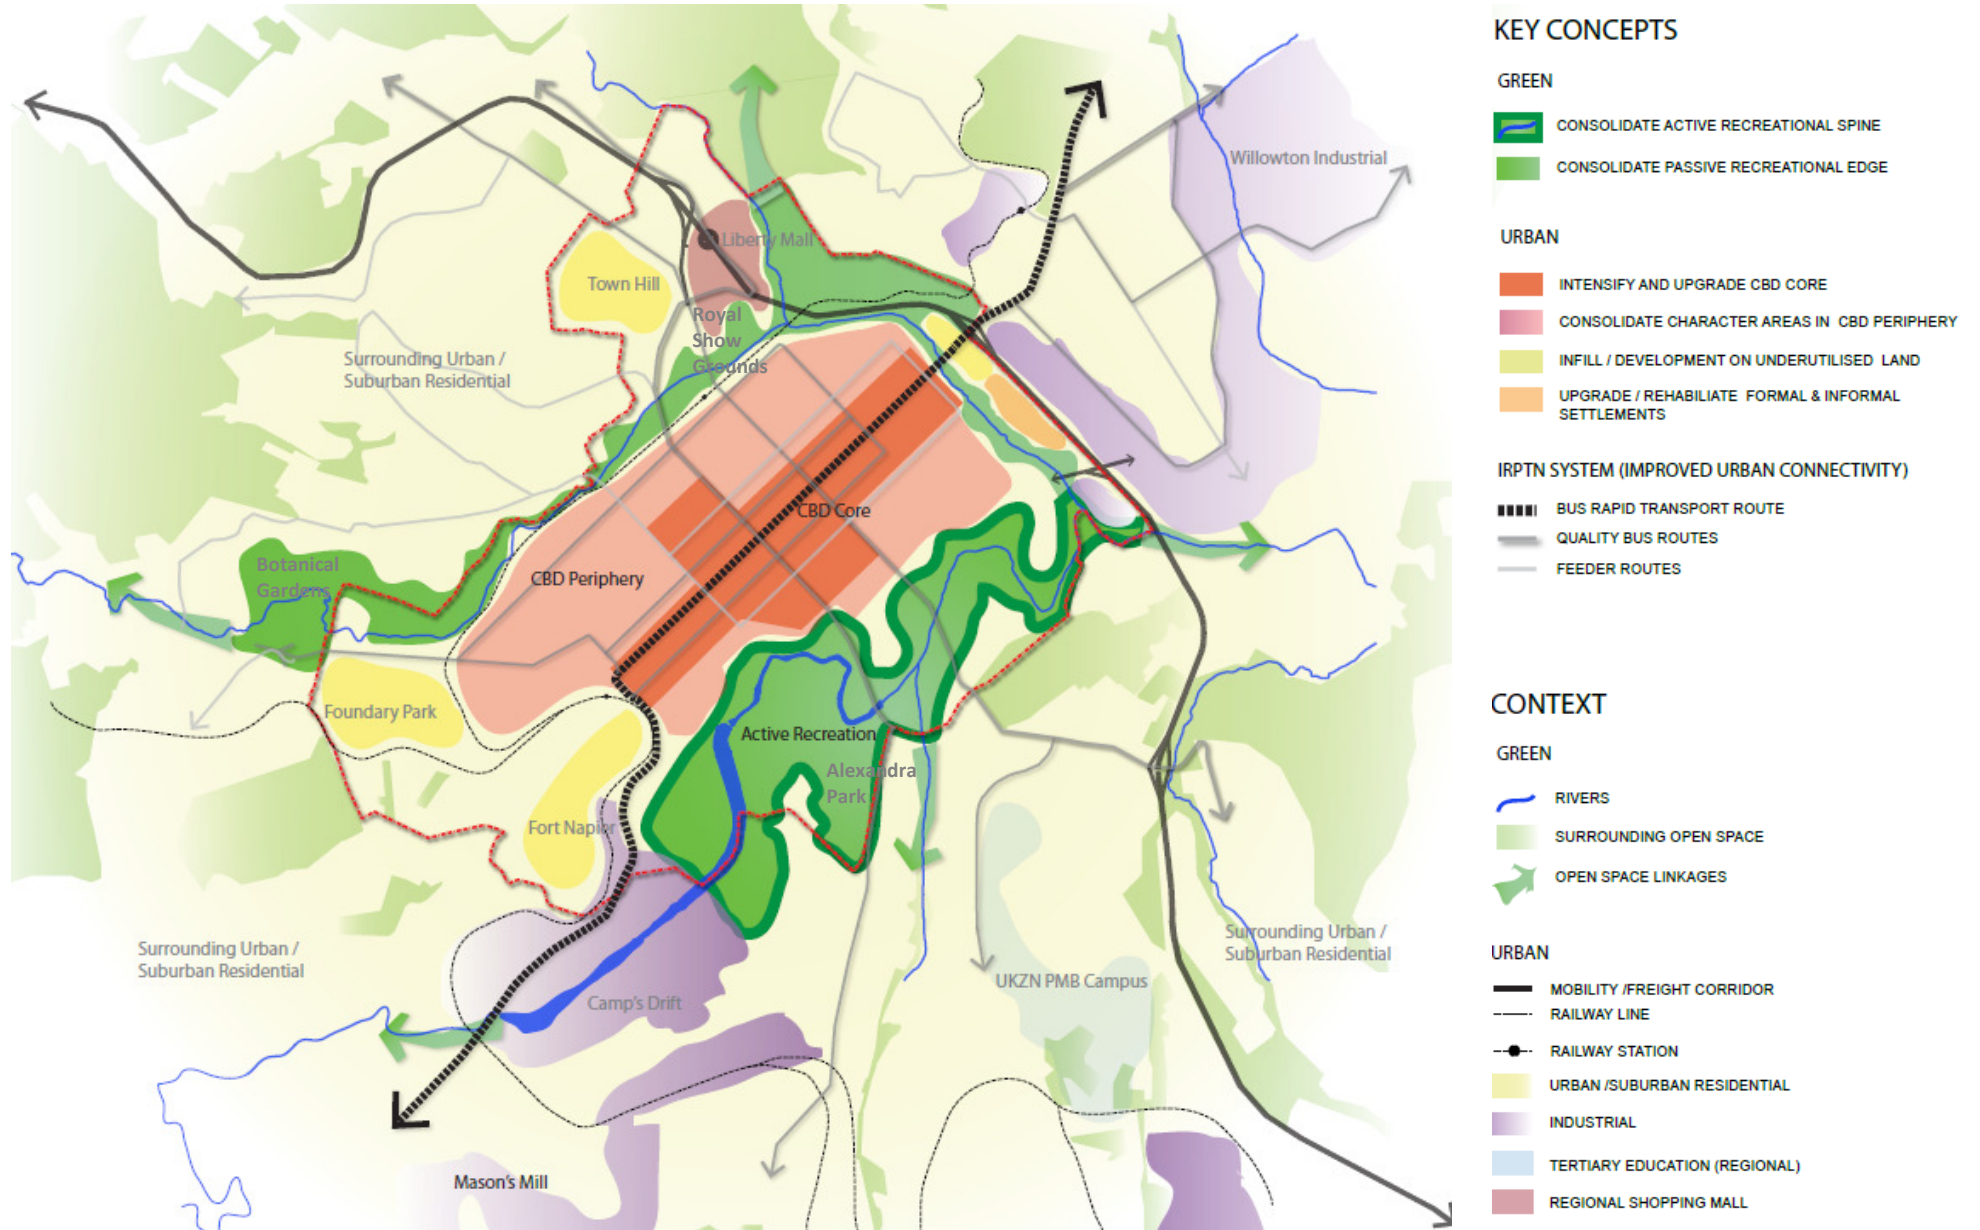 Willowton Industrial
Liberty Mall
Town Hill
Royal
Show
Grounds
Surrounding Urban /
Suburban Residential
CBD Core
Botanical
Gardens
CBD Periphery
Foundary Park
Active Recreation
Alexandra
Park
Fort Napier
Surrounding Urban /
Suburban Residential
Surrounding Urban /
Suburban Residential
UKZN PMB Campus
Camp's Drift
Mason's Mill
KEY CONCEPTS
GREEN
CONSOLIDATE ACTIVE RECREATIONAL SPINE
CONSOLIDATE PASSIVE RECREATIONAL EDGE
URBAN
INTENSIFY AND UPGRADE CBD CORE
CONSOLIDATE CHARACTER AREAS IN CBD PERIPHERY
INFILL / DEVELOPMENT ON UNDERUTILISED LAND
UPGRADE / REHABILIATE FORMAL & INFORMAL
SETTLEMENTS
IRPTN SYSTEM (IMPROVED URBAN CONNECTIVITY)
BUS RAPID TRANSPORT ROUTE
QUALITY BUS ROUTES
FEEDER ROUTES
CONTEXT
GREEN
RIVERS
SURROUNDING OPEN SPACE
OPEN SPACE LINKAGES
URBAN
MOBILITY /FREIGHT CORRIDOR
RAILWAY LINE
RAILWAY STATION
URBAN /SUBURBAN RESIDENTIAL
INDUSTRIAL
TERTIARY EDUCATION (REGIONAL)
REGIONAL SHOPPING MALL